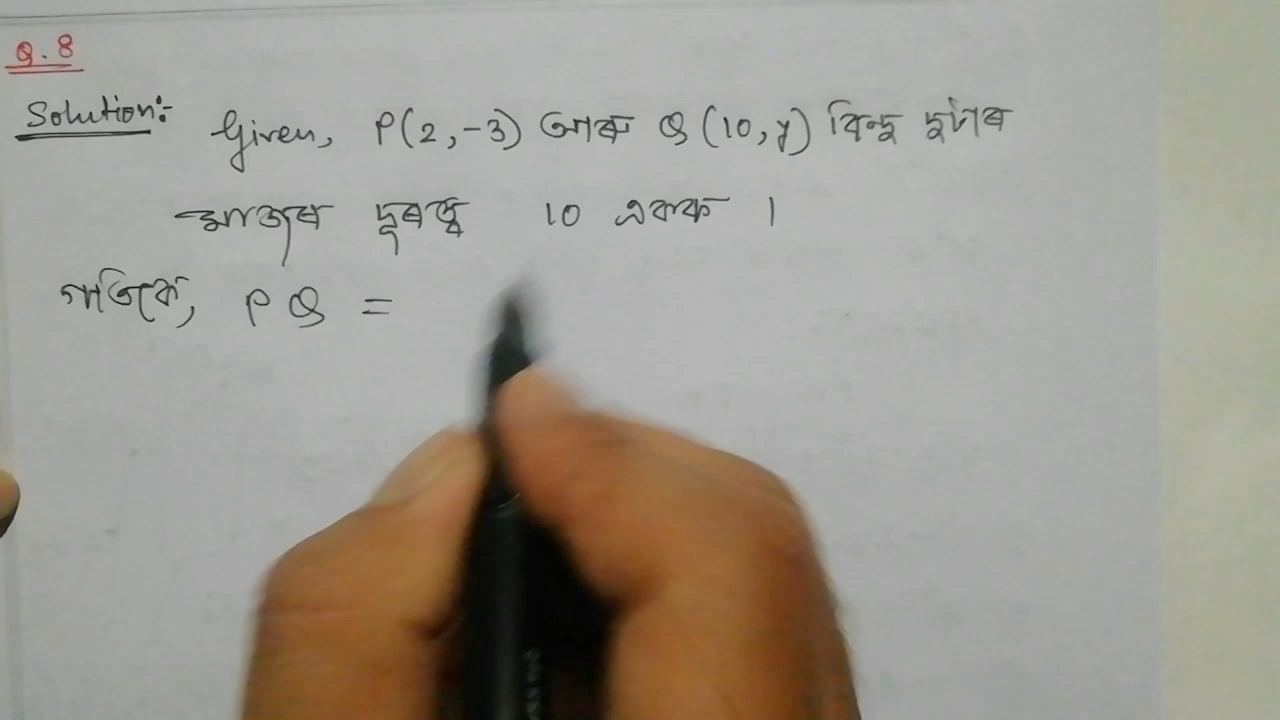 Q.8
Solution:- Given, P(2,-3) আৰু Q(10,y) বিন্দু দুটাৰ
মাজৰ দূৰত্ব 10 একক ।
গতিকে, PQ =